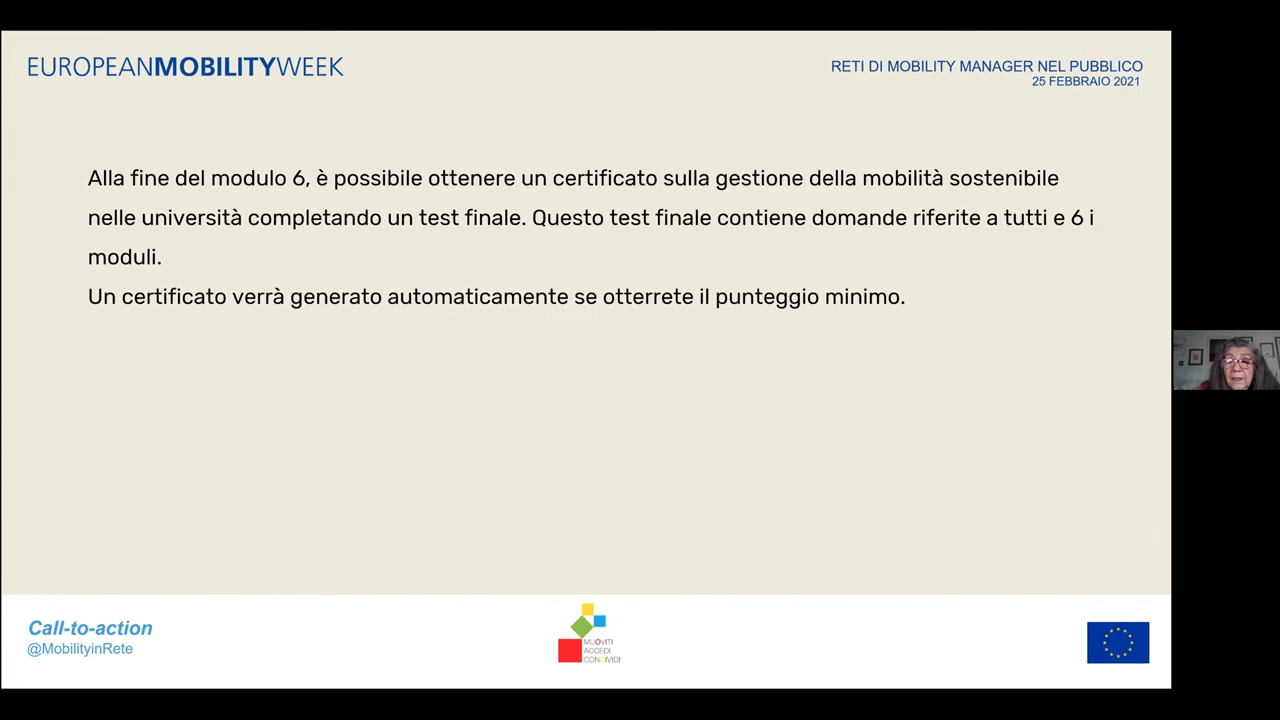 EUROPEANMOBILITYWEEK
RETI DI MOBILITY MANAGER NEL PUBBLICO
25 FEBBRAIO 2021
Alla fine del modulo 6, è possibile ottenere un certificato sulla gestione della mobilità sostenibile
nelle università completando un test finale. Questo test finale contiene domande riferite a tutti e 6 i
moduli.
Un certificato verrà generato automaticamente se otterrete il punteggio minimo.
Call-to-action
@MobilityinRete
MUOVITI
ACCEDI
CONDIVIDI